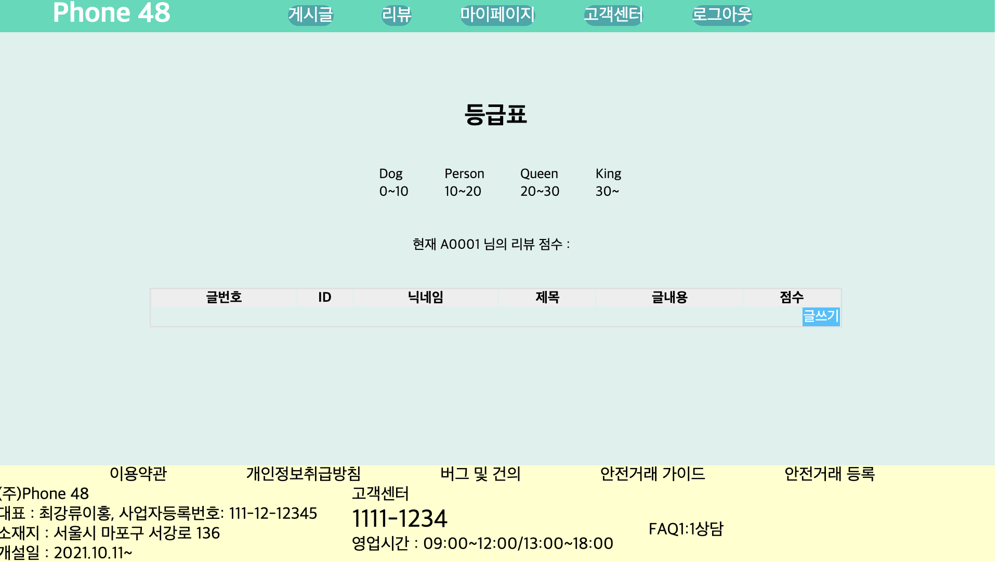 Phone 48 게시글 리뷰 마이페이지 고객센터 로그아웃
등급표
Dog Person Queen King
0~10 10~20 20~30 30~
현재 A0001 님의 리뷰 점수 :
글번호 ID 닉네임 제목 글내용 점수
글쓰기
이용약관 개인정보취급방침 버그 및 건의 안전거래 가이드 안전거래 등록
(주)Phone 48
대표 : 최강류이홍, 사업자등록번호: 111-12-12345
소재지 : 서울시 마포구 서강로 136
개설일 : 2021.10.11~
고객센터
1111-1234
영업시간 : 09:00~12:00/13:00~18:00
FAQ1:1상담